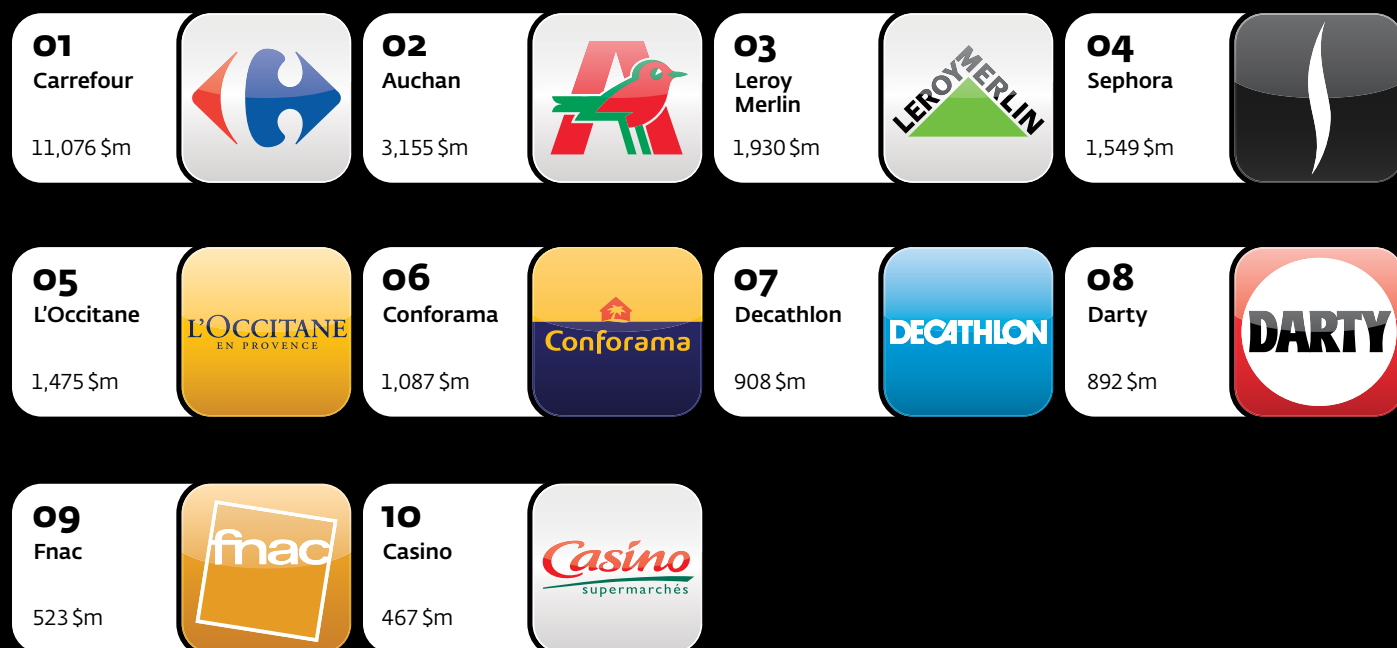 01
Carrefour
11,076 $m
02
Auchan
3,155 $m
03
Leroy
Merlin
1,930 $m
LEROY MERLIN
04
Sephora
1,549 $m
05
L'Occitane
1,475 $m
L'OCCITANE
EN PROVENCE
06
Conforama
1,087 $m
Conforama
07
Decathlon
908 $m
DECATHLON
08
Darty
892 $m
DARTY
09
Fnac
523 $m
fnac
10
Casino
467 $m
Casino
supermarchés